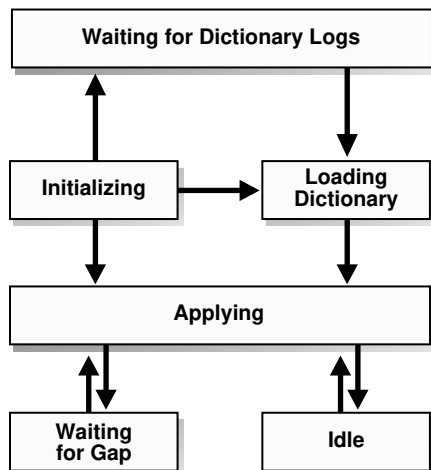 Waiting for Dictionary Logs
Initializing
Loading
Dictionary
Applying
Waiting
for Gap
Idle